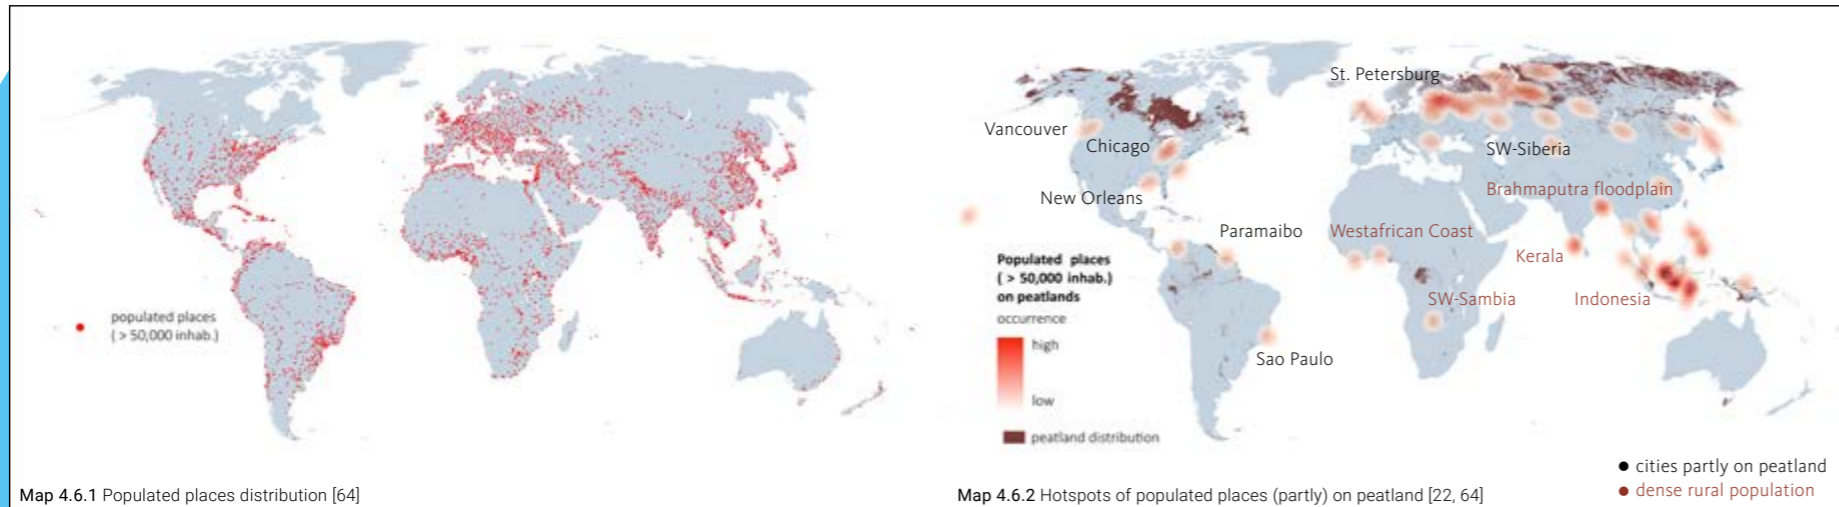 populated places
( > 50,000 inhab.)
Map 4.6.1 Populated places distribution [64]
St. Petersburg
Vancouver
Chicago
SW-Siberia
New Orleans
Brahmaputra floodplain
Paramaibo
Westafrican Coast
Kerala
SW-Sambia
Indonesia
Sao Paulo
Populated places
( > 50,000 inhab.)
on peatlands
occurrence
high
low
peatland distribution
Map 4.6.2 Hotspots of populated places (partly) on peatland [22, 64]
cities partly on peatland
dense rural population